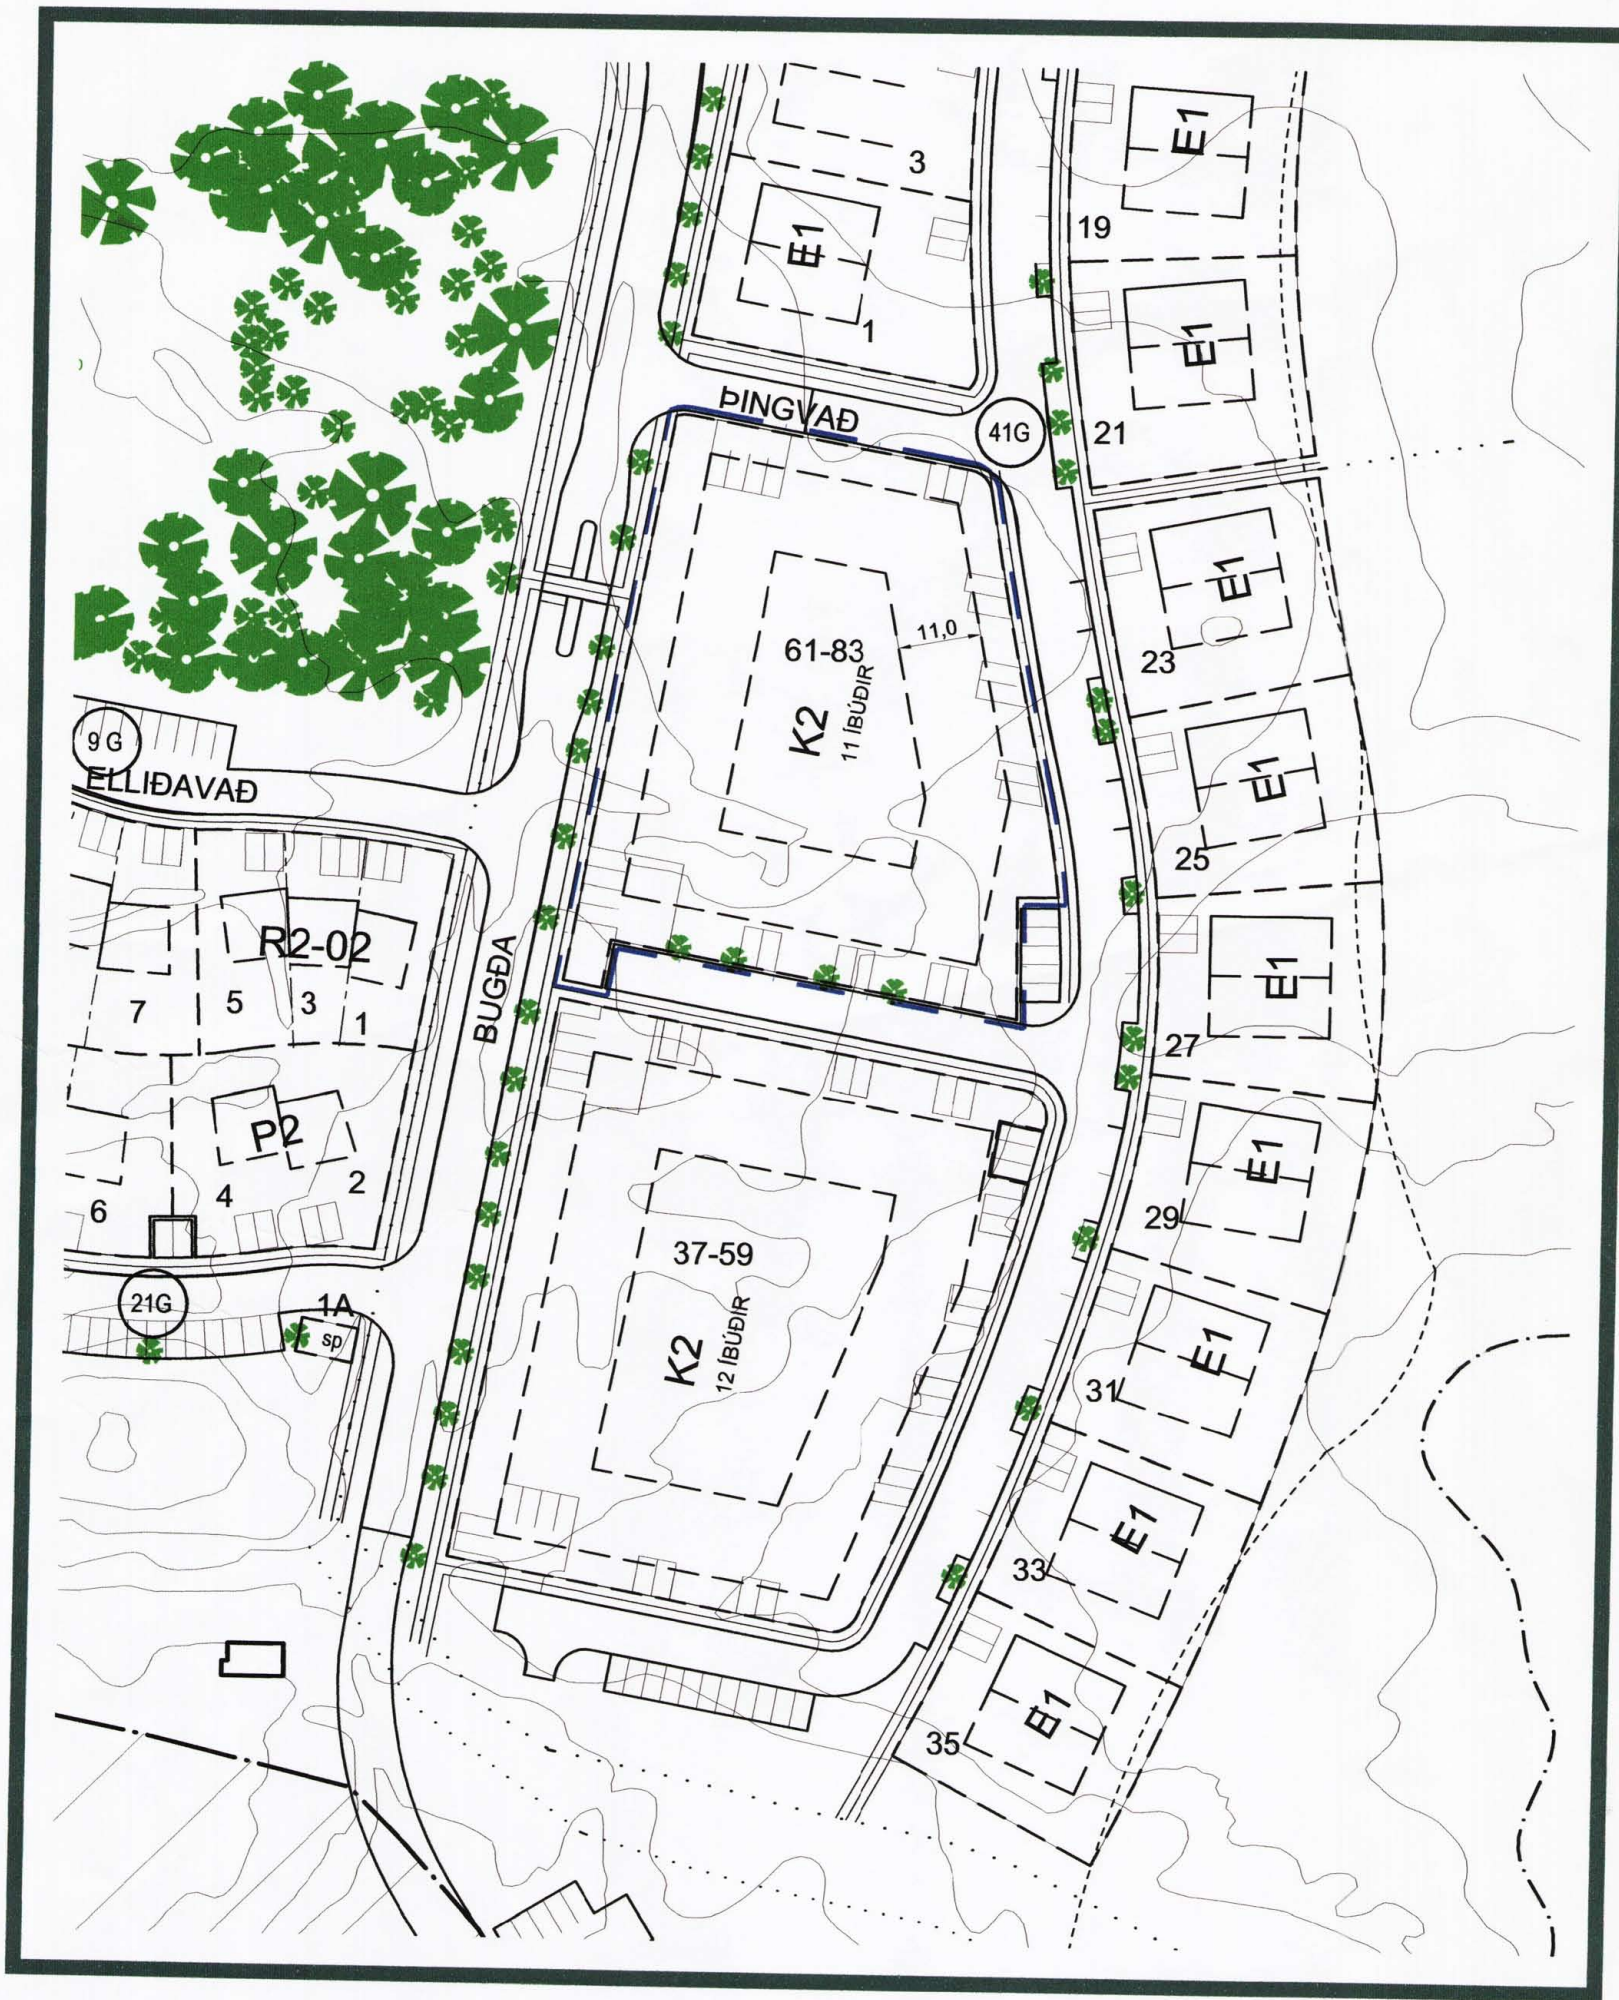 E1
3
19
E1
1
E1
ÞINGVAÐ
41G
21
E1
61-83
11,0
23
K2
11 ÍBÚÐIR
9 G
ELLIÐAVAÐ
E1
25
R2-02
7
5
3
1
BUGÐA
E1
27
P2
6
4
2
E1
29
37-59
21G
1A
sp
K2
12 ÍBÚÐIR
E1
31
E1
33
E1
35